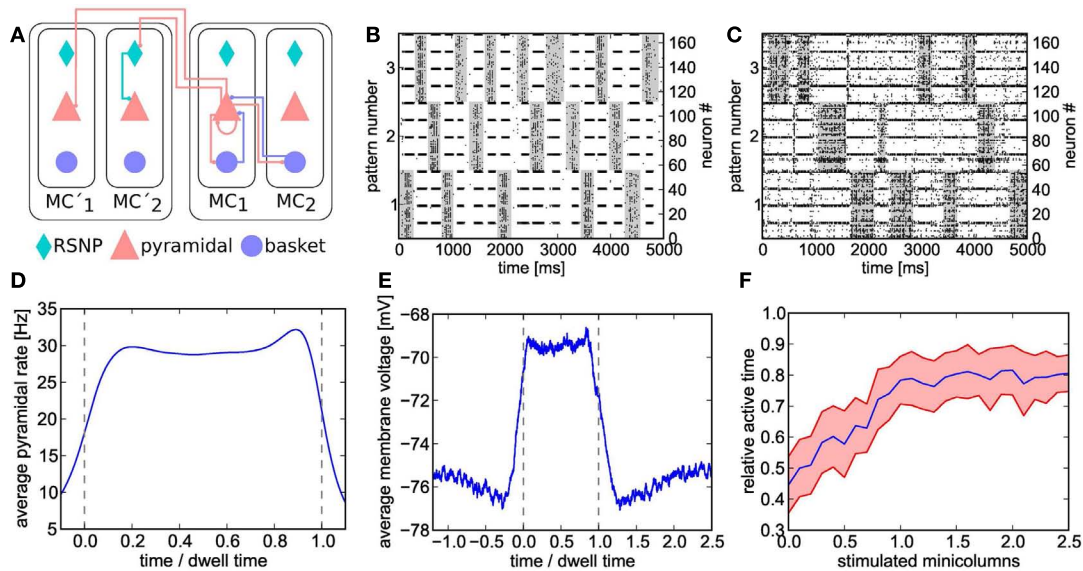 A
MC´1 MC´2 MC1 MC2
RSNP pyramidal basket
B
pattern number
3
2
1
160
140
120
100
80
60
40
20
0
neuron #
0 1000 2000 3000 4000 5000
time [ms]
C
pattern number
3
2
1
160
140
120
100
80
60
40
20
0
neuron #
0 1000 2000 3000 4000 5000
time [ms]
D
average pyramidal rate [Hz]
35
30
25
20
15
10
5
0.0 0.2 0.4 0.6 0.8 1.0
time / dwell time
E
average membrane voltage [mV]
−68
−70
−72
−74
−76
−78
-1.0 -0.5 0.0 0.5 1.0 1.5 2.0 2.5
time / dwell time
F
relative active time
1.0
0.9
0.8
0.7
0.6
0.5
0.4
0.3
0.0 0.5 1.0 1.5 2.0 2.5
stimulated minicolumns